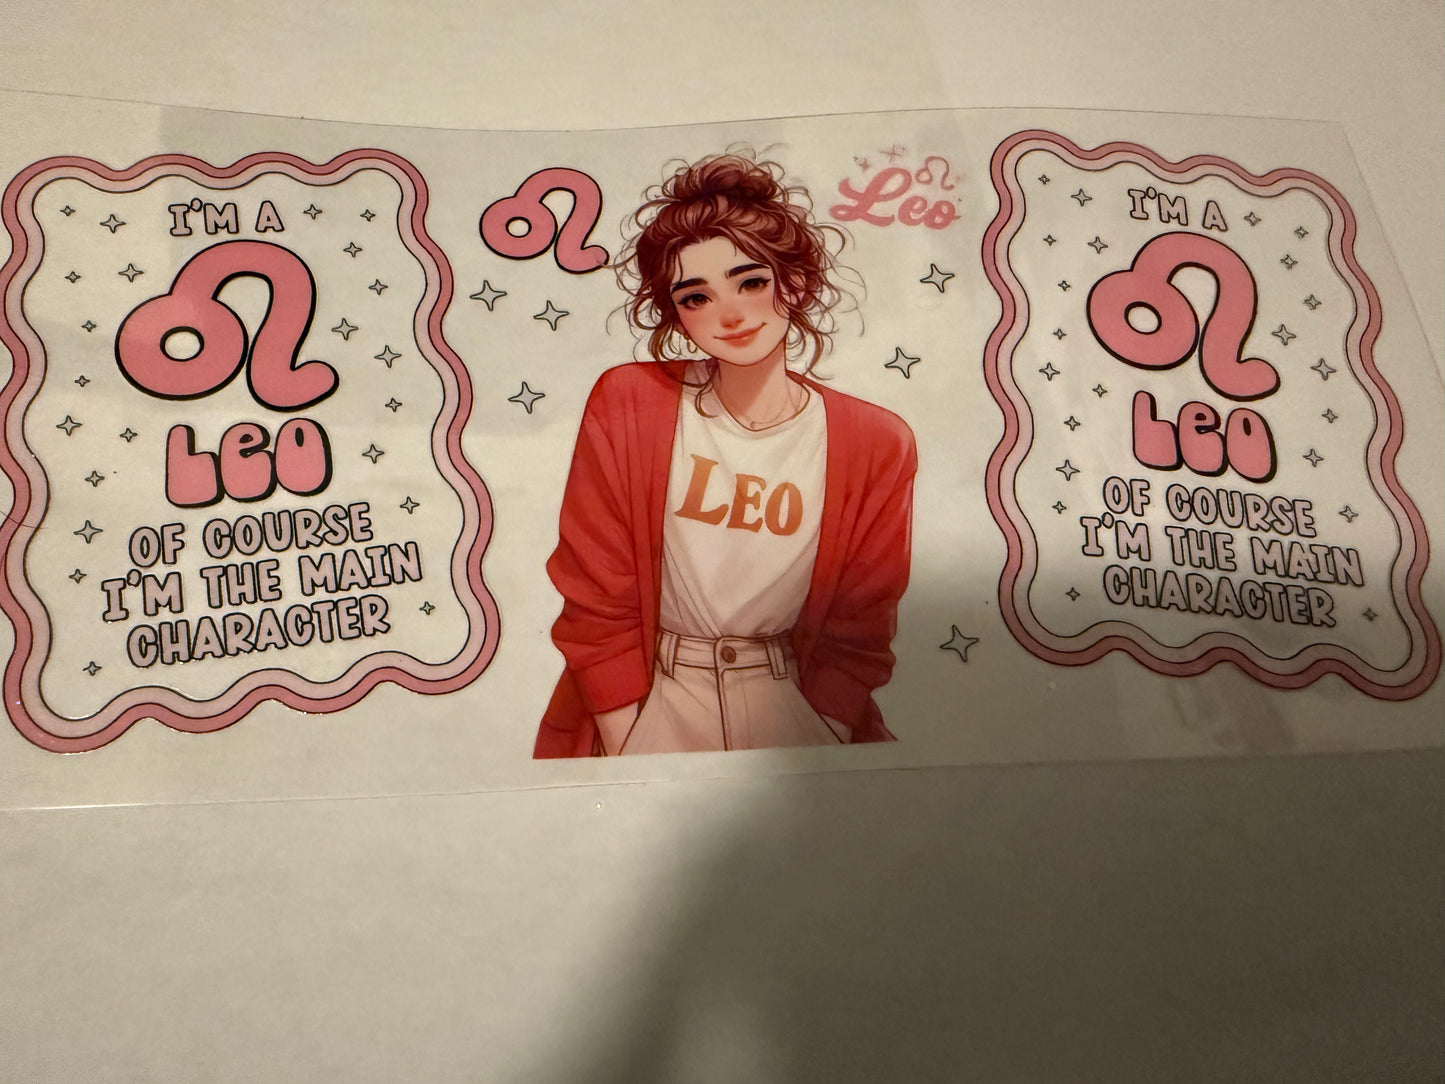 I'M A
LEO
OF COURSE
I'M THE MAIN
CHARACTER
Leo
LEO
I'M A
LEO
OF COURSE
I'M THE MAIN
CHARACTER